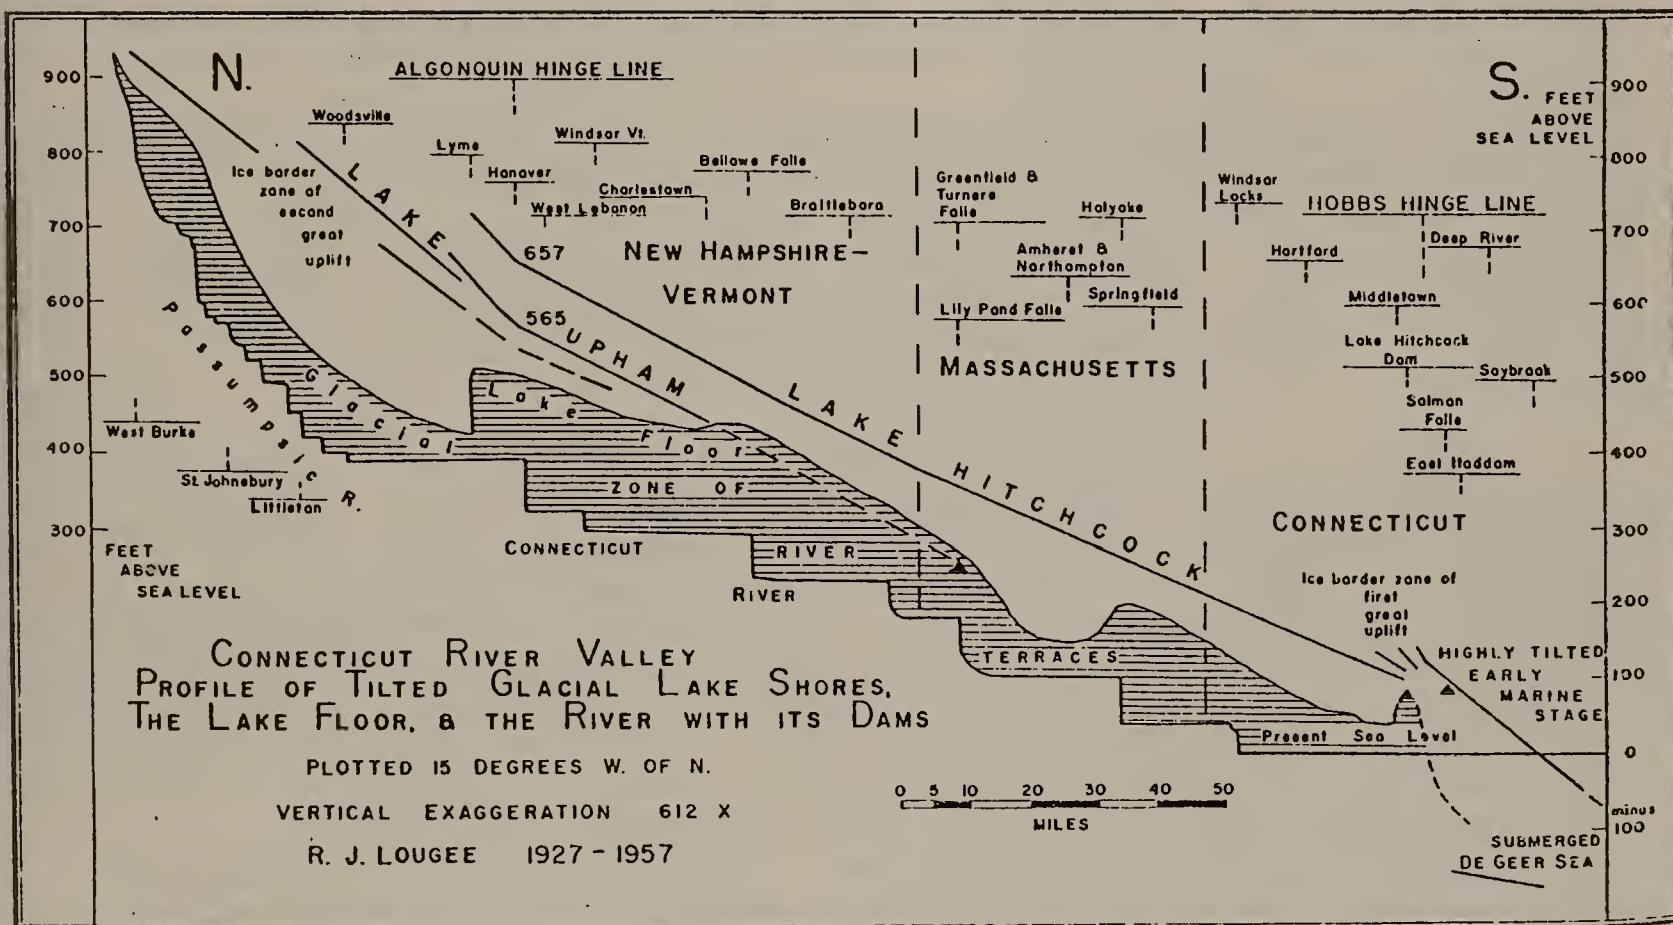 N.
ALGONQUIN HINGE LINE
S.
FEET
ABOVE
SEA LEVEL
900
800
700
600
500
400
300
FEET
ABOVE
SEA LEVEL
900
800
700
600
500
400
300
200
100
0
minus
100
Woodsville
Lyme
Hanover
Windsor Vt.
West Lebanon
Charlestown
Bellows Falls
Brattleboro
Greenfield &
Turners
Falls
Holyoke
Amherst &
Northampton
Lily Pond Falls
Springfield
Windsor
Locks
HOBBS HINGE LINE
Hartford
Deep River
Middletown
Lake Hitchcock
Dam
Saybrook
Salmon
Falls
East Haddam
Ice border
zone of
second
great
uplift
LAKE UPHAM
657
565
NEW HAMPSHIRE–
VERMONT
MASSACHUSETTS
CONNECTICUT
LAKE HITCHCOCK
Passumpsic R.
Glacial Lake Floor
West Burke
St. Johnsbury
Littleton
ZONE OF
RIVER
TERRACES
CONNECTICUT
RIVER
Ice border zone of
first
great
uplift
HIGHLY TILTED
EARLY
MARINE
STAGE
Present Sea Level
SUBMERGED
DE GEER SEA
CONNECTICUT RIVER VALLEY
PROFILE OF TILTED GLACIAL LAKE SHORES,
THE LAKE FLOOR, & THE RIVER WITH ITS DAMS
PLOTTED 15 DEGREES W. OF N.
VERTICAL EXAGGERATION 612 X
R. J. LOUGEE 1927-1957
0 5 10 20 30 40 50
MILES